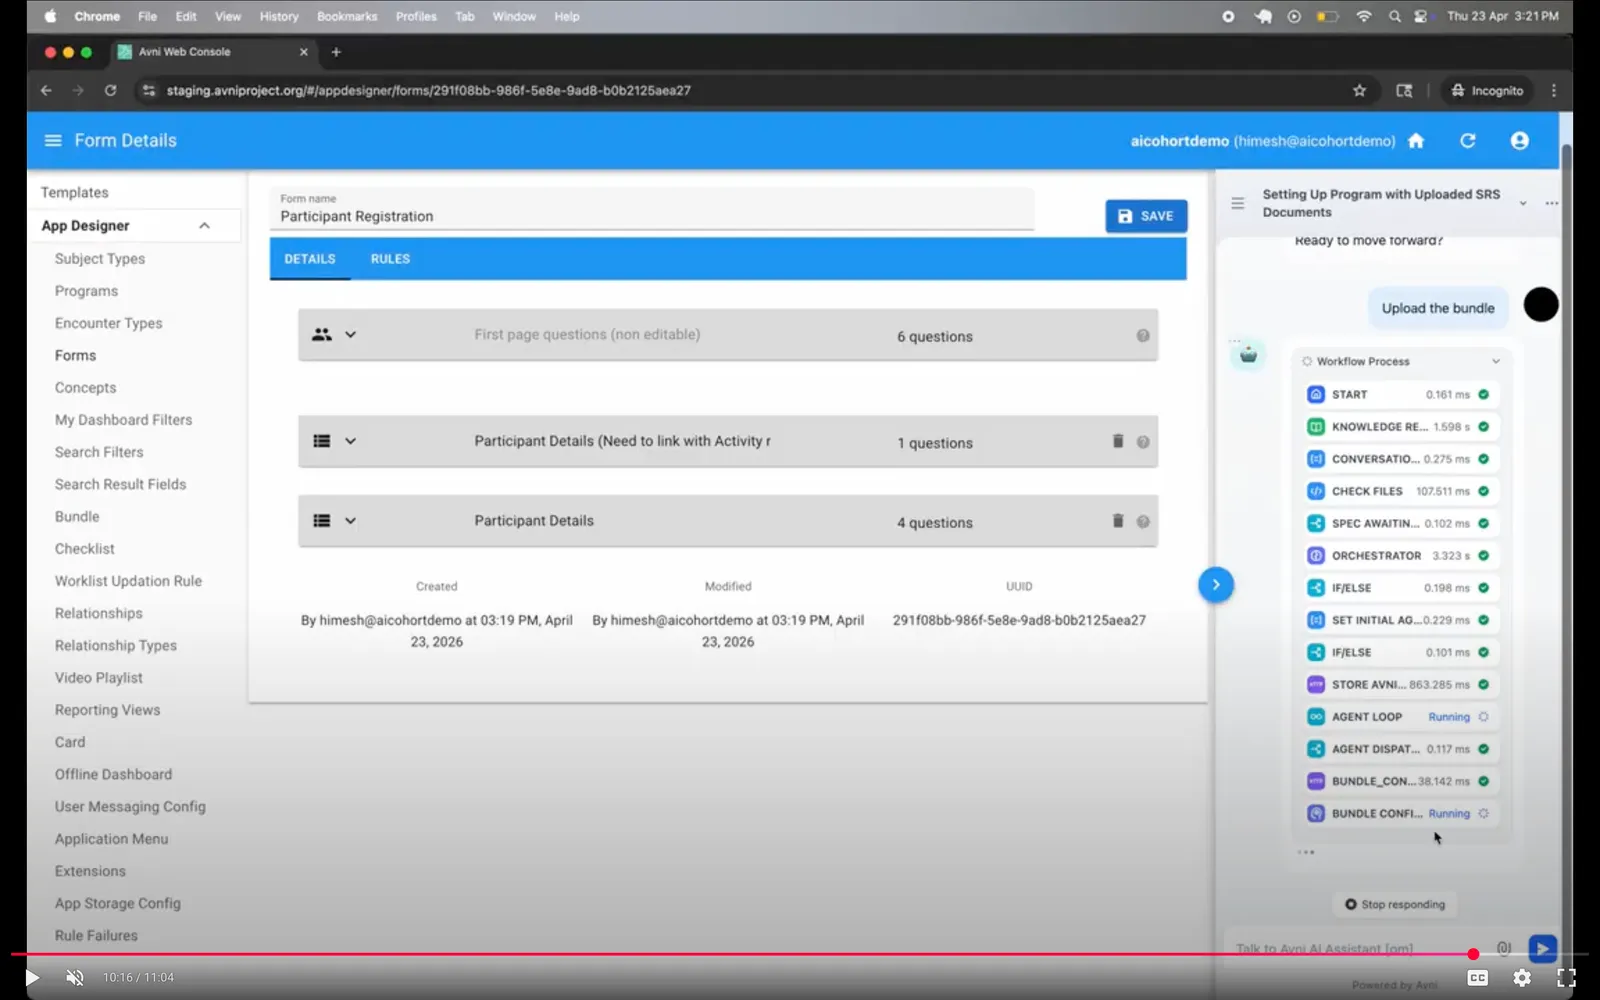 Chrome File Edit View History Bookmarks Profiles Tab Window Help
Thu 23 Apr 3:21 PM
Avni Web Console
staging.avniproject.org/#/appdesigner/forms/291f08bb-986f-5e8e-9ad8-b0b2125aea27
Incognito
Form Details
aicohortdemo (himesh@aicohortdemo)
Templates
App Designer
Subject Types
Programs
Encounter Types
Forms
Concepts
My Dashboard Filters
Search Filters
Search Result Fields
Bundle
Checklist
Worklist Updation Rule
Relationships
Relationship Types
Video Playlist
Reporting Views
Card
Offline Dashboard
User Messaging Config
Application Menu
Extensions
App Storage Config
Rule Failures
Form name
Participant Registration
SAVE
DETAILS RULES
First page questions (non editable) 6 questions
Participant Details (Need to link with Activity r 1 questions
Participant Details 4 questions
Created Modified UUID
By himesh@aicohortdemo at 03:19 PM, April
23, 2026
By himesh@aicohortdemo at 03:19 PM, April
23, 2026
291f08bb-986f-5e8e-9ad8-b0b2125aea27
Setting Up Program with Uploaded SRS
Documents
Ready to move forward?
Upload the bundle
Workflow Process
START 0.161 ms
KNOWLEDGE RE... 1.598 s
CONVERSATIO... 0.275 ms
CHECK FILES 107.511 ms
SPEC AWAITIN... 0.102 ms
ORCHESTRATOR 3.323 s
IF/ELSE 0.198 ms
SET INITIAL AG... 0.229 ms
IF/ELSE 0.101 ms
STORE AVNI... 863.285 ms
AGENT LOOP Running
AGENT DISPAT... 0.117 ms
BUNDLE_CON... 38.142 ms
BUNDLE CONFI... Running
Stop responding
Talk to Avni AI Assistant [om]
Powered by Avni
10:16 / 11:04
CC